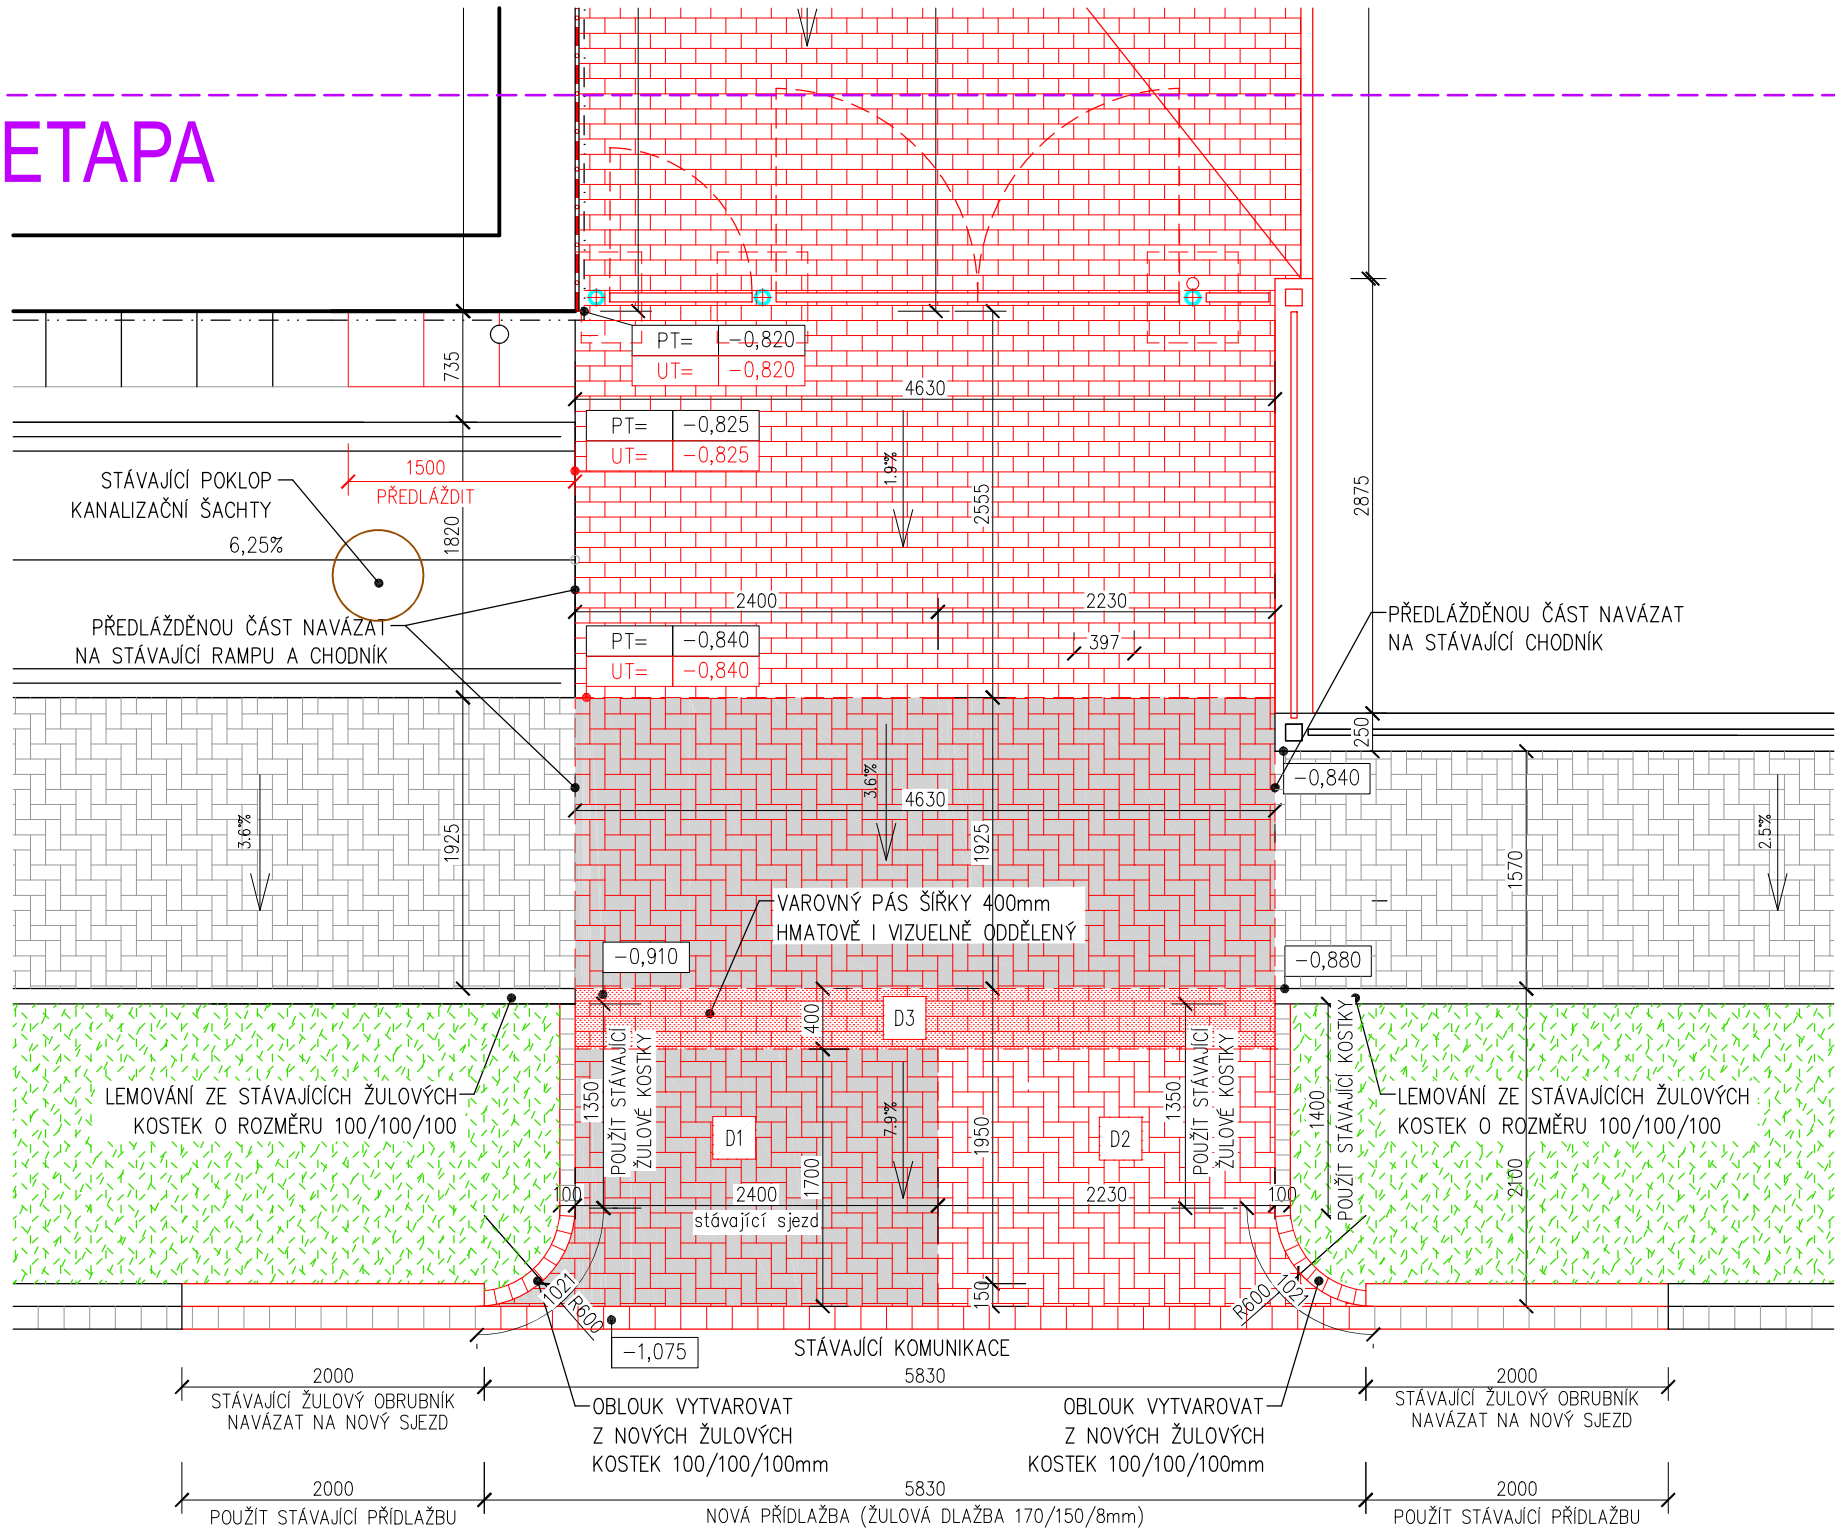 ETAPA
PT= -0,820
UT= -0,820
735
4630
PT= -0,825
UT= -0,825
1500
PŘEDLÁŽDIT
STÁVAJÍCÍ POKLOP
KANALIZAČNÍ ŠACHTY
6,25%
1820
1.9%
2555
2875
2400
2230
397
PŘEDLÁŽDĚNOU ČÁST NAVÁZAT
NA STÁVAJÍCÍ RAMPU A CHODNÍK
PT= -0,840
UT= -0,840
PŘEDLÁŽDĚNOU ČÁST NAVÁZAT
NA STÁVAJÍCÍ CHODNÍK
250
-0,840
3.6%
3.6%
4630
1925
1925
1570
2.5%
VAROVNÝ PÁS ŠÍŘKY 400mm
HMATOVĚ I VIZUELNĚ ODDĚLENÝ
-0,910
-0,880
400
D3
LEMOVÁNÍ ZE STÁVAJÍCÍCH ŽULOVÝCH
KOSTEK O ROZMĚRU 100/100/100
1350
POUŽÍT STÁVAJÍCÍ
ŽULOVÉ KOSTKY
D1
7.9%
1950
1700
D2
1350
POUŽÍT STÁVAJÍCÍ
ŽULOVÉ KOSTKY
1400
POUŽÍT STÁVAJÍCÍ KOSTKY
LEMOVÁNÍ ZE STÁVAJÍCÍCH ŽULOVÝCH
KOSTEK O ROZMĚRU 100/100/100
2100
100
2400
stávající sjezd
2230
100
1021
R600
150
R600
1021
-1,075
STÁVAJÍCÍ KOMUNIKACE
2000
STÁVAJÍCÍ ŽULOVÝ OBRUBNÍK
NAVÁZAT NA NOVÝ SJEZD
5830
2000
STÁVAJÍCÍ ŽULOVÝ OBRUBNÍK
NAVÁZAT NA NOVÝ SJEZD
OBLOUK VYTVAROVAT
Z NOVÝCH ŽULOVÝCH
KOSTEK 100/100/100mm
OBLOUK VYTVAROVAT
Z NOVÝCH ŽULOVÝCH
KOSTEK 100/100/100mm
2000
POUŽÍT STÁVAJÍCÍ PŘÍDLAŽBU
5830
NOVÁ PŘÍDLAŽBA (ŽULOVÁ DLAŽBA 170/150/8mm)
2000
POUŽÍT STÁVAJÍCÍ PŘÍDLAŽBU